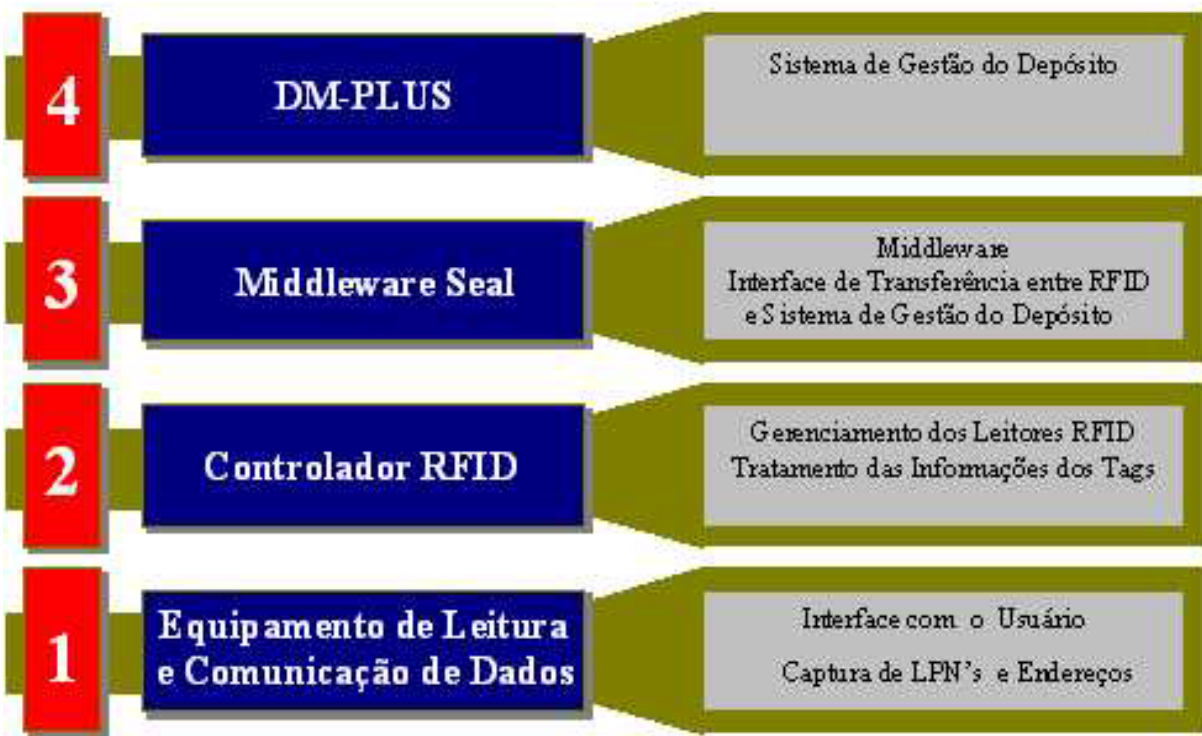 4
DM-PLUS
Sistema de Gestão do Depósito
3
Middleware Seal
Middleware
Interface de Transferência entre RFID
e Sistema de Gestão do Depósito
2
Controlador RFID
Gerenciamento dos Leitores RFID
Tratamento das Informações dos Tags
1
Equipamento de Leitura
e Comunicação de Dados
Interface com o Usuário
Captura de LPN's e Endereços